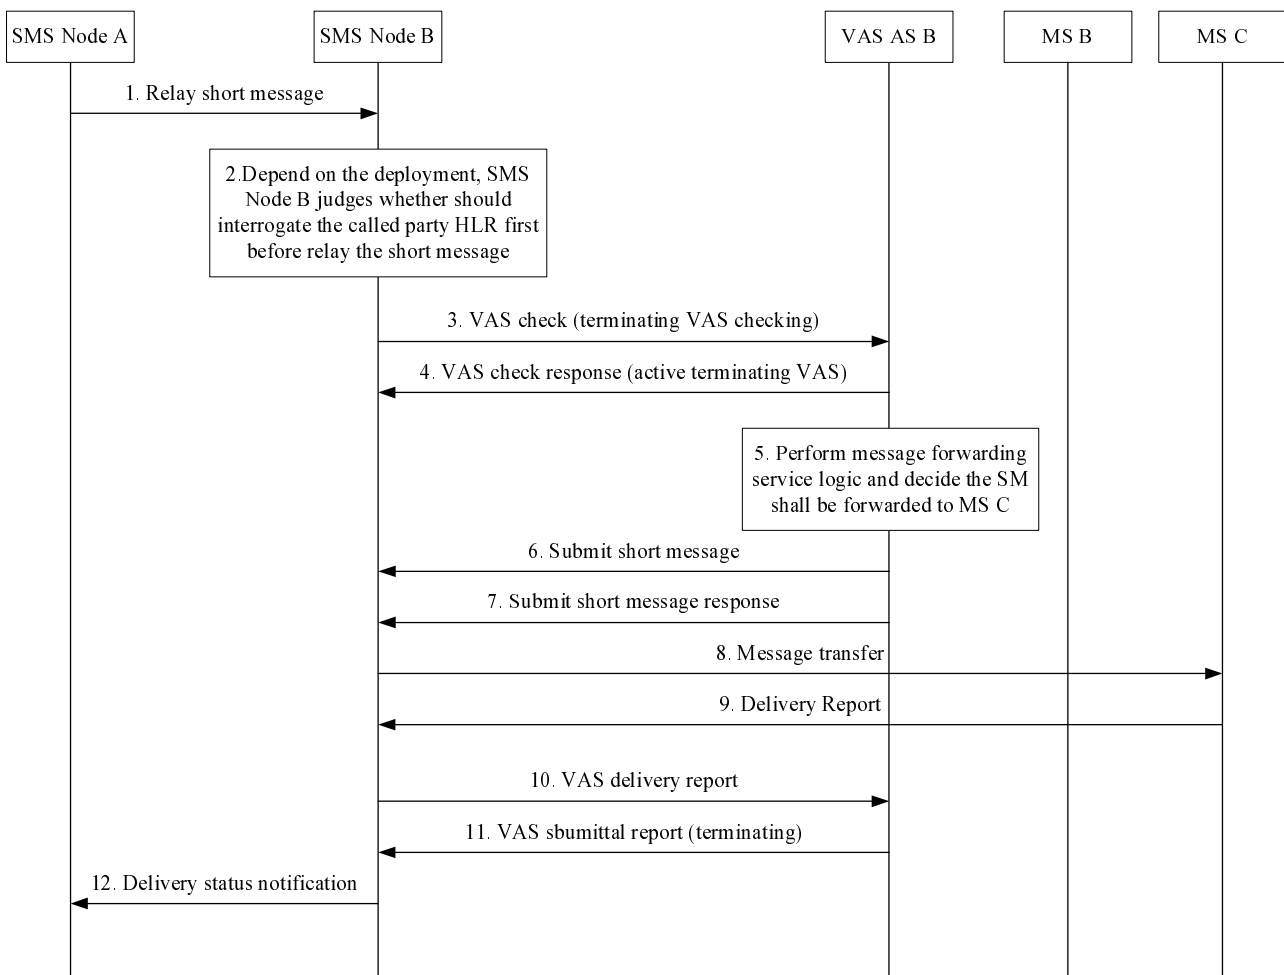 SMS Node A
SMS Node B
VAS AS B
MS B
MS C
1. Relay short message
2.Depend on the deployment, SMS
Node B judges whether should
interrogate the called party HLR first
before relay the short message
3. VAS check (terminating VAS checking)
4. VAS check response (active terminating VAS)
5. Perform message forwarding
service logic and decide the SM
shall be forwarded to MS C
6. Submit short message
7. Submit short message response
8. Message transfer
9. Delivery Report
10. VAS delivery report
11. VAS sbumittal report (terminating)
12. Delivery status notification